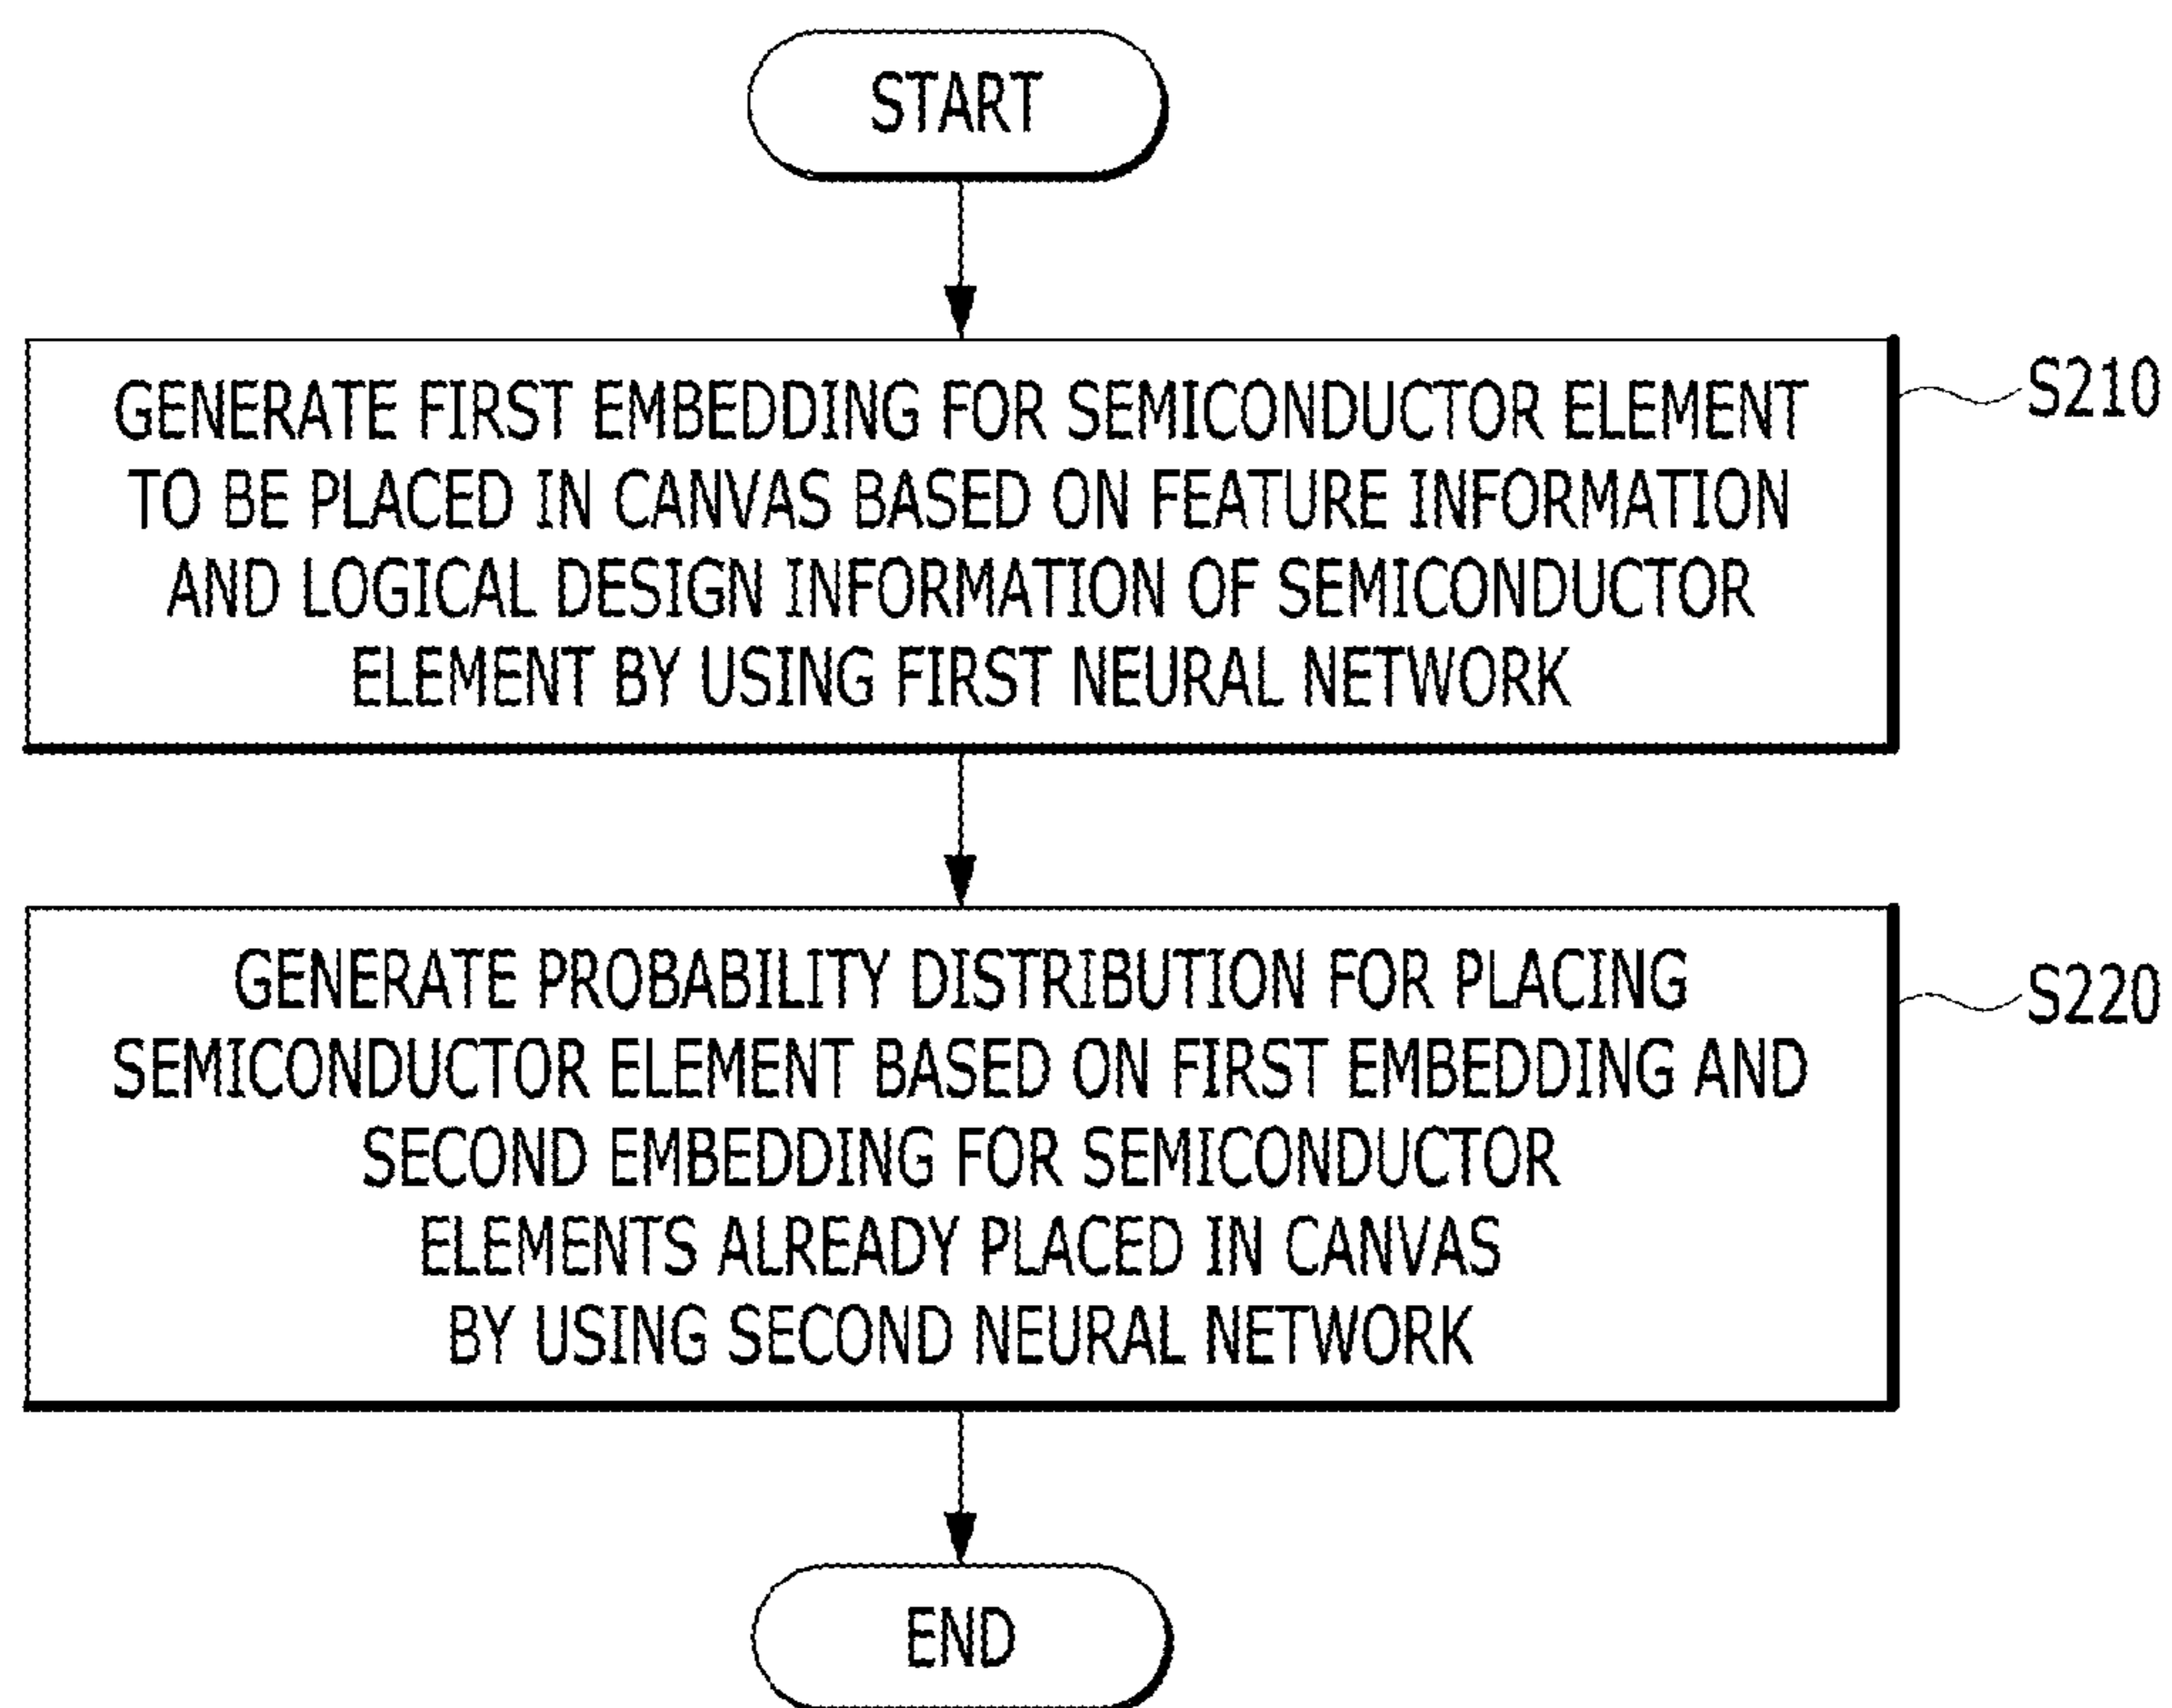 START
GENERATE FIRST EMBEDDING FOR SEMICONDUCTOR ELEMENT
TO BE PLACED IN CANVAS BASED ON FEATURE INFORMATION
AND LOGICAL DESIGN INFORMATION OF SEMICONDUCTOR
ELEMENT BY USING FIRST NEURAL NETWORK
S210
GENERATE PROBABILITY DISTRIBUTION FOR PLACING
SEMICONDUCTOR ELEMENT BASED ON FIRST EMBEDDING AND
SECOND EMBEDDING FOR SEMICONDUCTOR
ELEMENTS ALREADY PLACED IN CANVAS
BY USING SECOND NEURAL NETWORK
S220
END